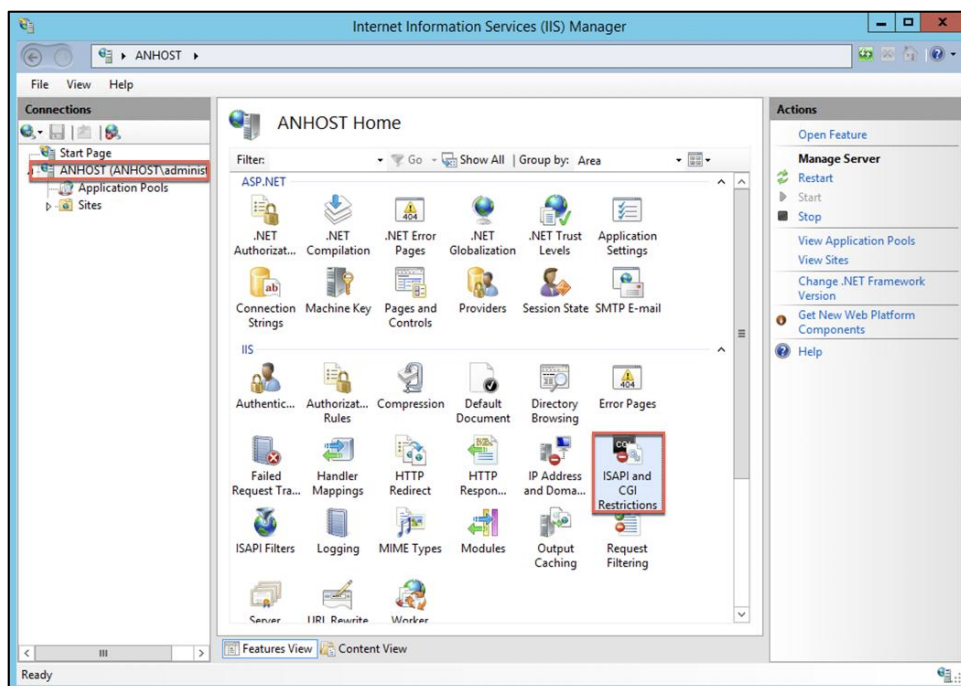 Internet Information Services (IIS) Manager
ANHOST
File View Help
Connections
Start Page
ANHOST (ANHOST\administ
Application Pools
Sites
ANHOST Home
Filter: Go Show All Group by: Area
ASP.NET
.NET .NET .NET Error .NET .NET Trust Application
Authorizat... Compilation Pages Globalization Levels Settings
Connection Machine Key Pages and Providers Session State SMTP E-mail
Strings Controls
IIS
Authentic... Authorizat... Compression Default Directory Error Pages
Rules Document Browsing
Failed Handler HTTP HTTP IP Address ISAPI and
Request Tra... Mappings Redirect Respon... and Doma... CGI
Restrictions
ISAPI Filters Logging MIME Types Modules Output Request
Caching Filtering
Server URL Rewrite Worker
Features View Content View
Actions
Open Feature
Manage Server
Restart
Start
Stop
View Application Pools
View Sites
Change .NET Framework
Version
Get New Web Platform
Components
Help
Ready